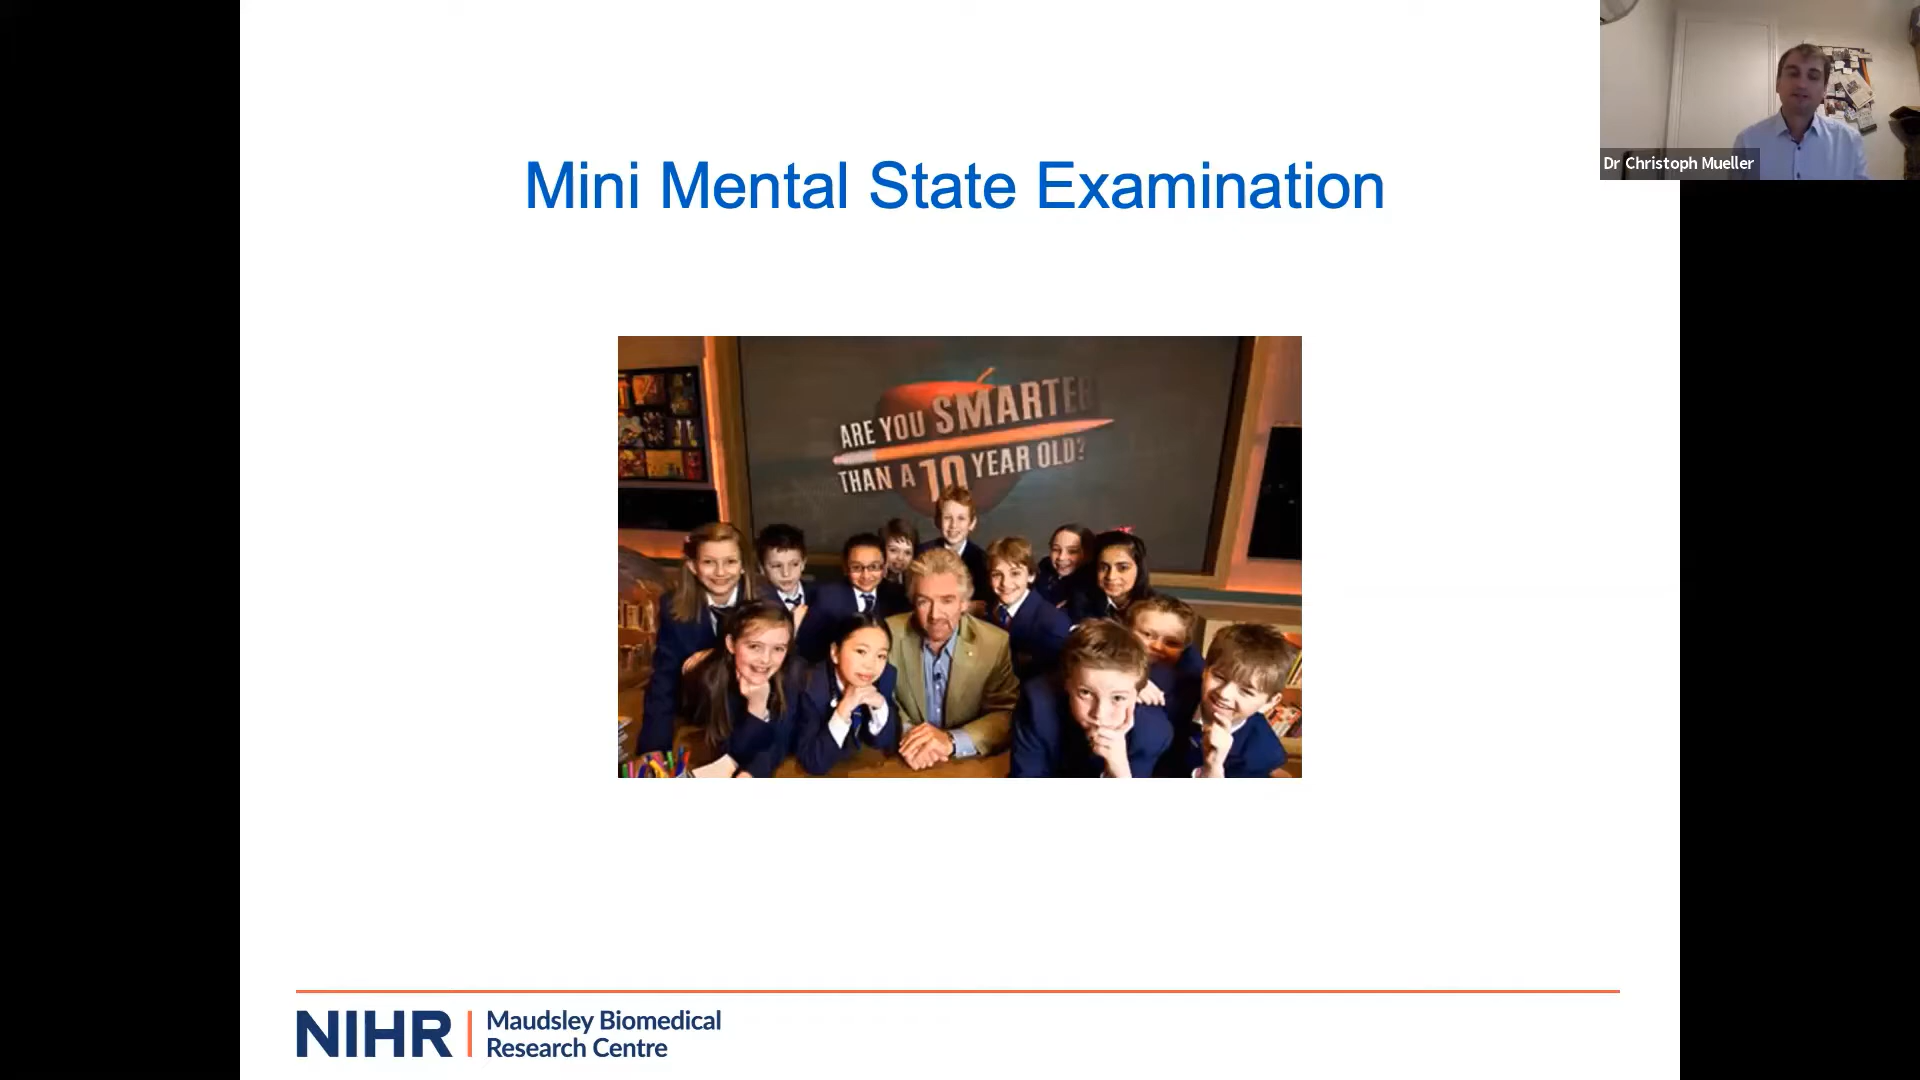 Mini Mental State Examination
Dr Christoph Mueller
ARE YOU SMARTER
THAN A 10 YEAR OLD?
NIHR
Maudsley Biomedical
Research Centre